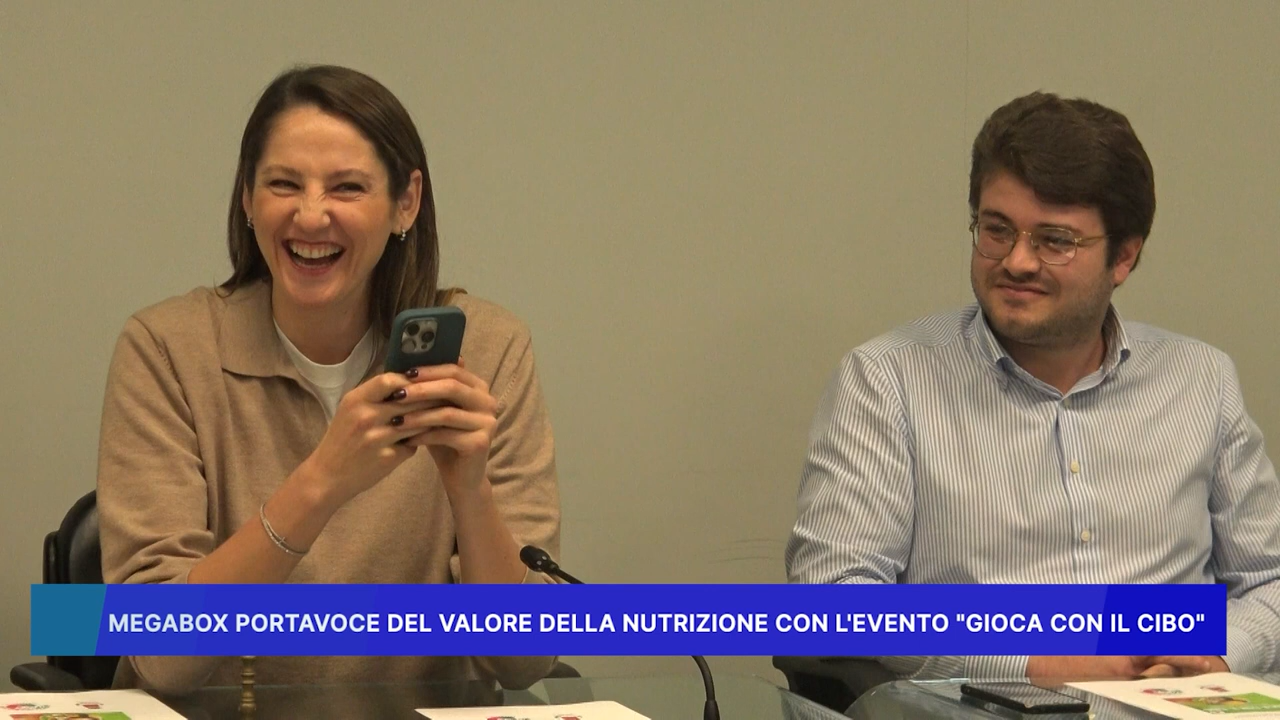 MEGABOX PORTAVOCE DEL VALORE DELLA NUTRIZIONE CON L'EVENTO "GIOCA CON IL CIBO"